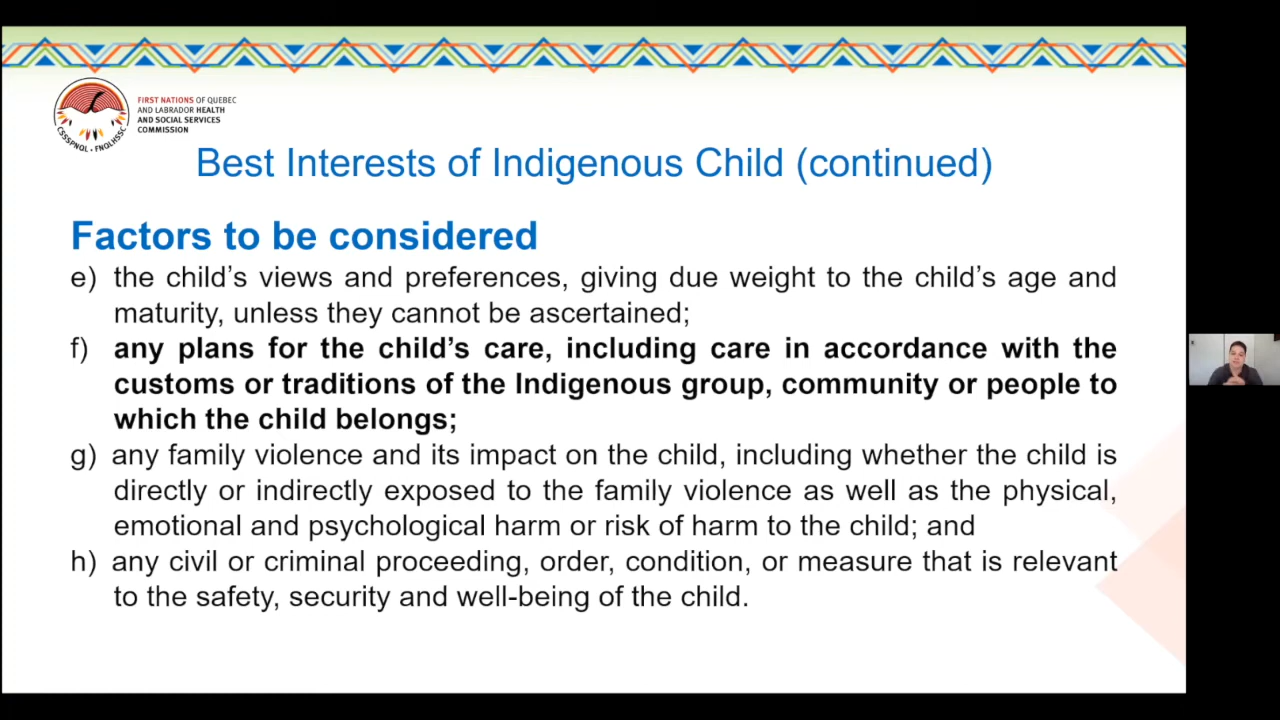 FIRST NATIONS OF QUEBEC
AND LABRADOR HEALTH
AND SOCIAL SERVICES
COMMISSION
CSSSPNQL • FNQLHSSC
Best Interests of Indigenous Child (continued)
Factors to be considered
e) the child’s views and preferences, giving due weight to the child’s age and
maturity, unless they cannot be ascertained;
f) any plans for the child’s care, including care in accordance with the
customs or traditions of the Indigenous group, community or people to
which the child belongs;
g) any family violence and its impact on the child, including whether the child is
directly or indirectly exposed to the family violence as well as the physical,
emotional and psychological harm or risk of harm to the child; and
h) any civil or criminal proceeding, order, condition, or measure that is relevant
to the safety, security and well-being of the child.